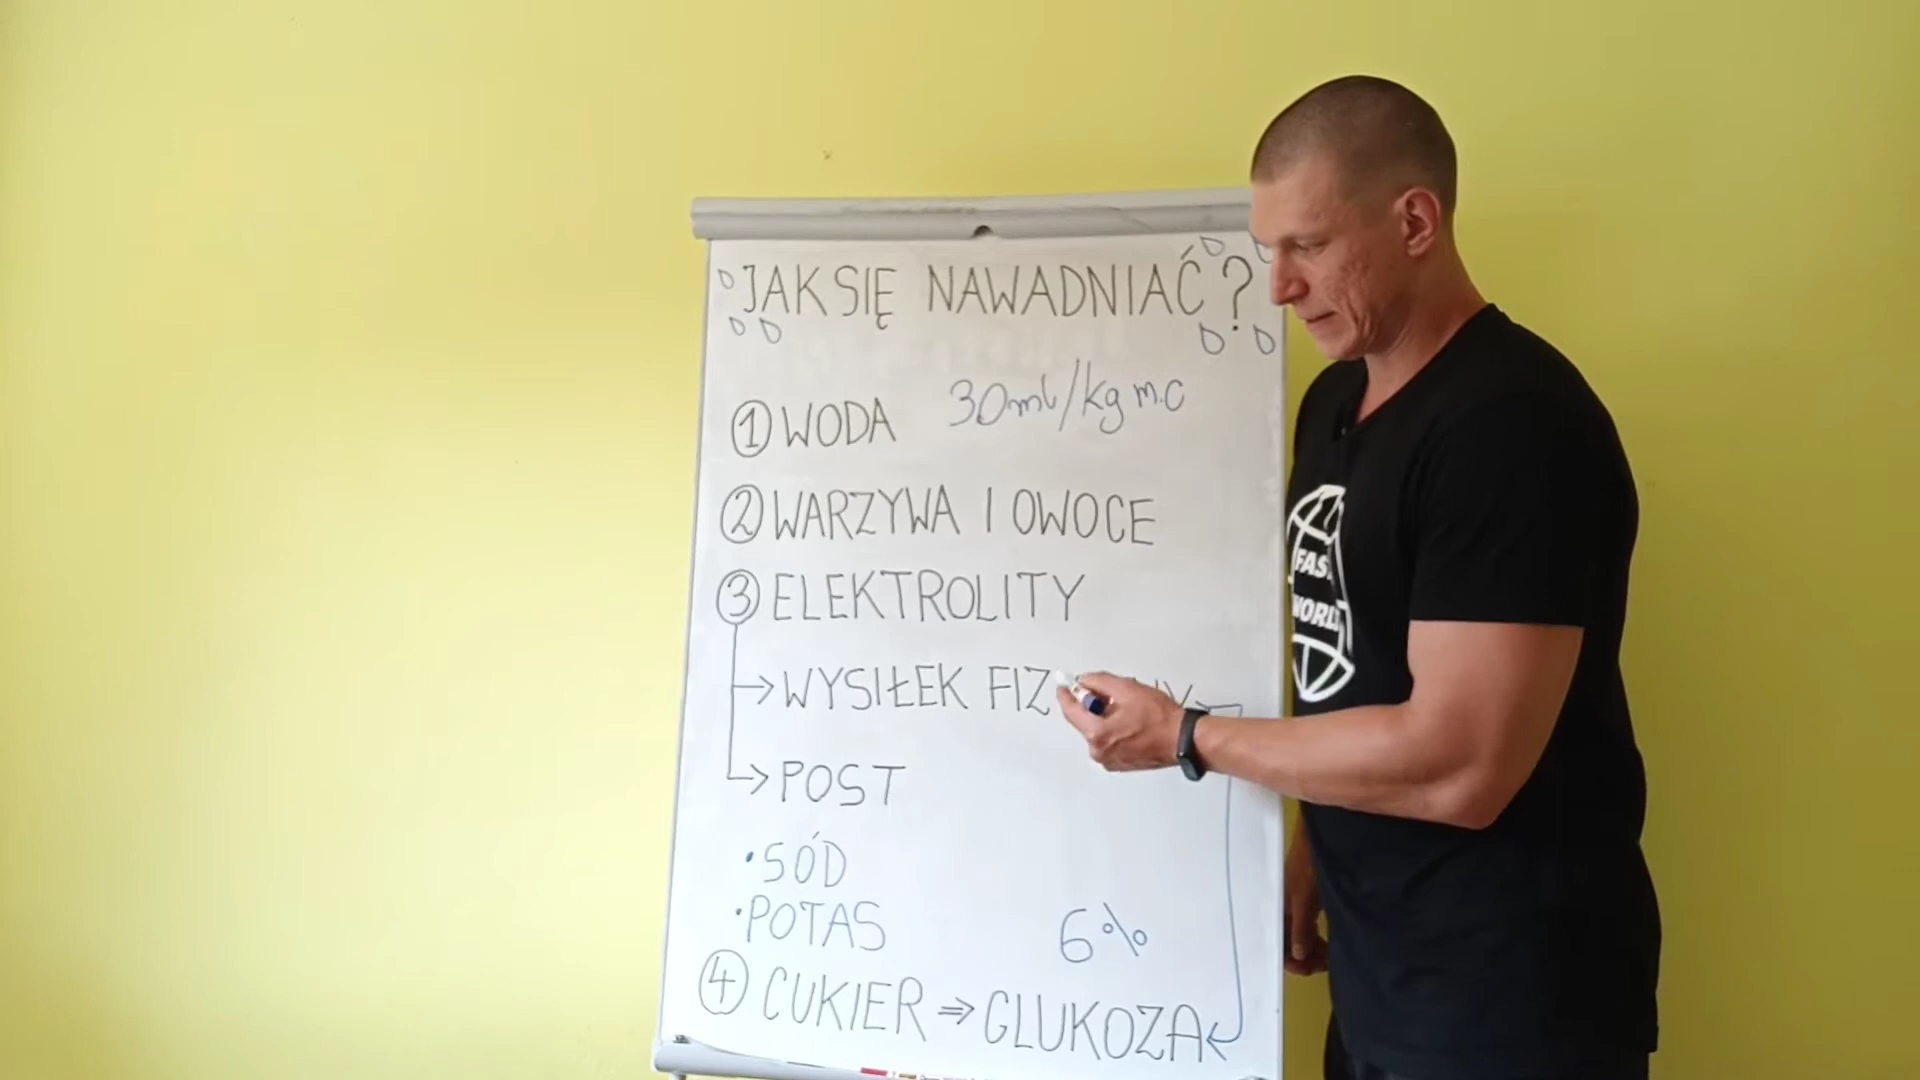 JAK SIĘ NAWADNIAĆ?
① WODA 30ml/kg m.c
② WARZYWA I OWOCE
③ ELEKTROLITY
→ WYSIŁEK
→ POST
• SÓD
• POTAS
6%
④ CUKIER ⇒ GLUKOZA